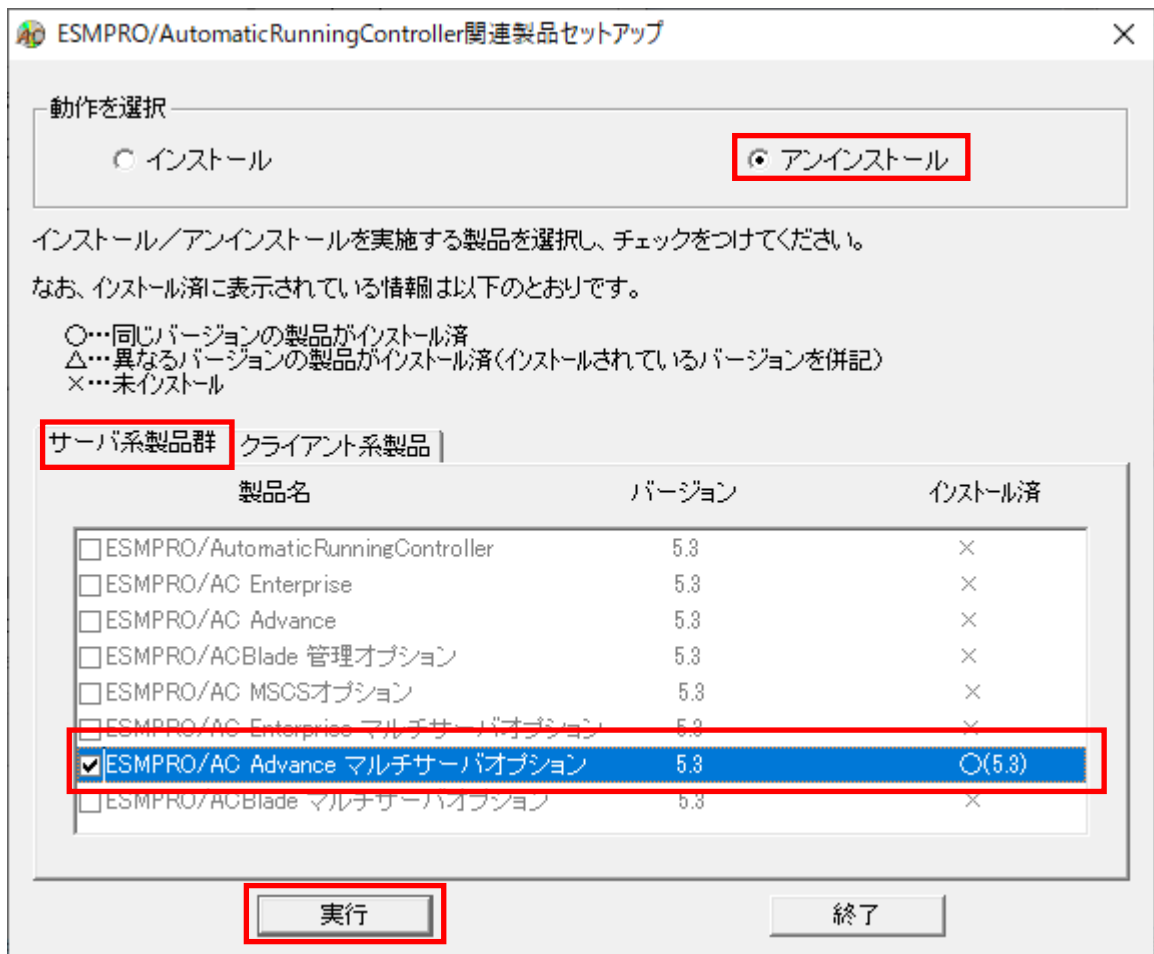 ESMPRO/AutomaticRunningController関連製品セットアップ
動作を選択
インストール アンインストール
インストール／アンインストールを実施する製品を選択し、チェックをつけてください。
なお、インストール済に表示されている情報は以下のとおりです。
○…同じバージョンの製品がインストール済
△…異なるバージョンの製品がインストール済(インストールされているバージョンを併記)
×…未インストール
サーバ系製品群 クライアント系製品
製品名 バージョン インストール済
ESMPRO/AutomaticRunningController 5.3 ×
ESMPRO/AC Enterprise 5.3 ×
ESMPRO/AC Advance 5.3 ×
ESMPRO/ACBlade 管理オプション 5.3 ×
ESMPRO/AC MSCSオプション 5.3 ×
ESMPRO/AC Enterprise マルチサーバオプション 5.3 ×
ESMPRO/AC Advance マルチサーバオプション 5.3 ○(5.3)
ESMPRO/ACBlade マルチサーバオプション 5.3 ×
実行 終了